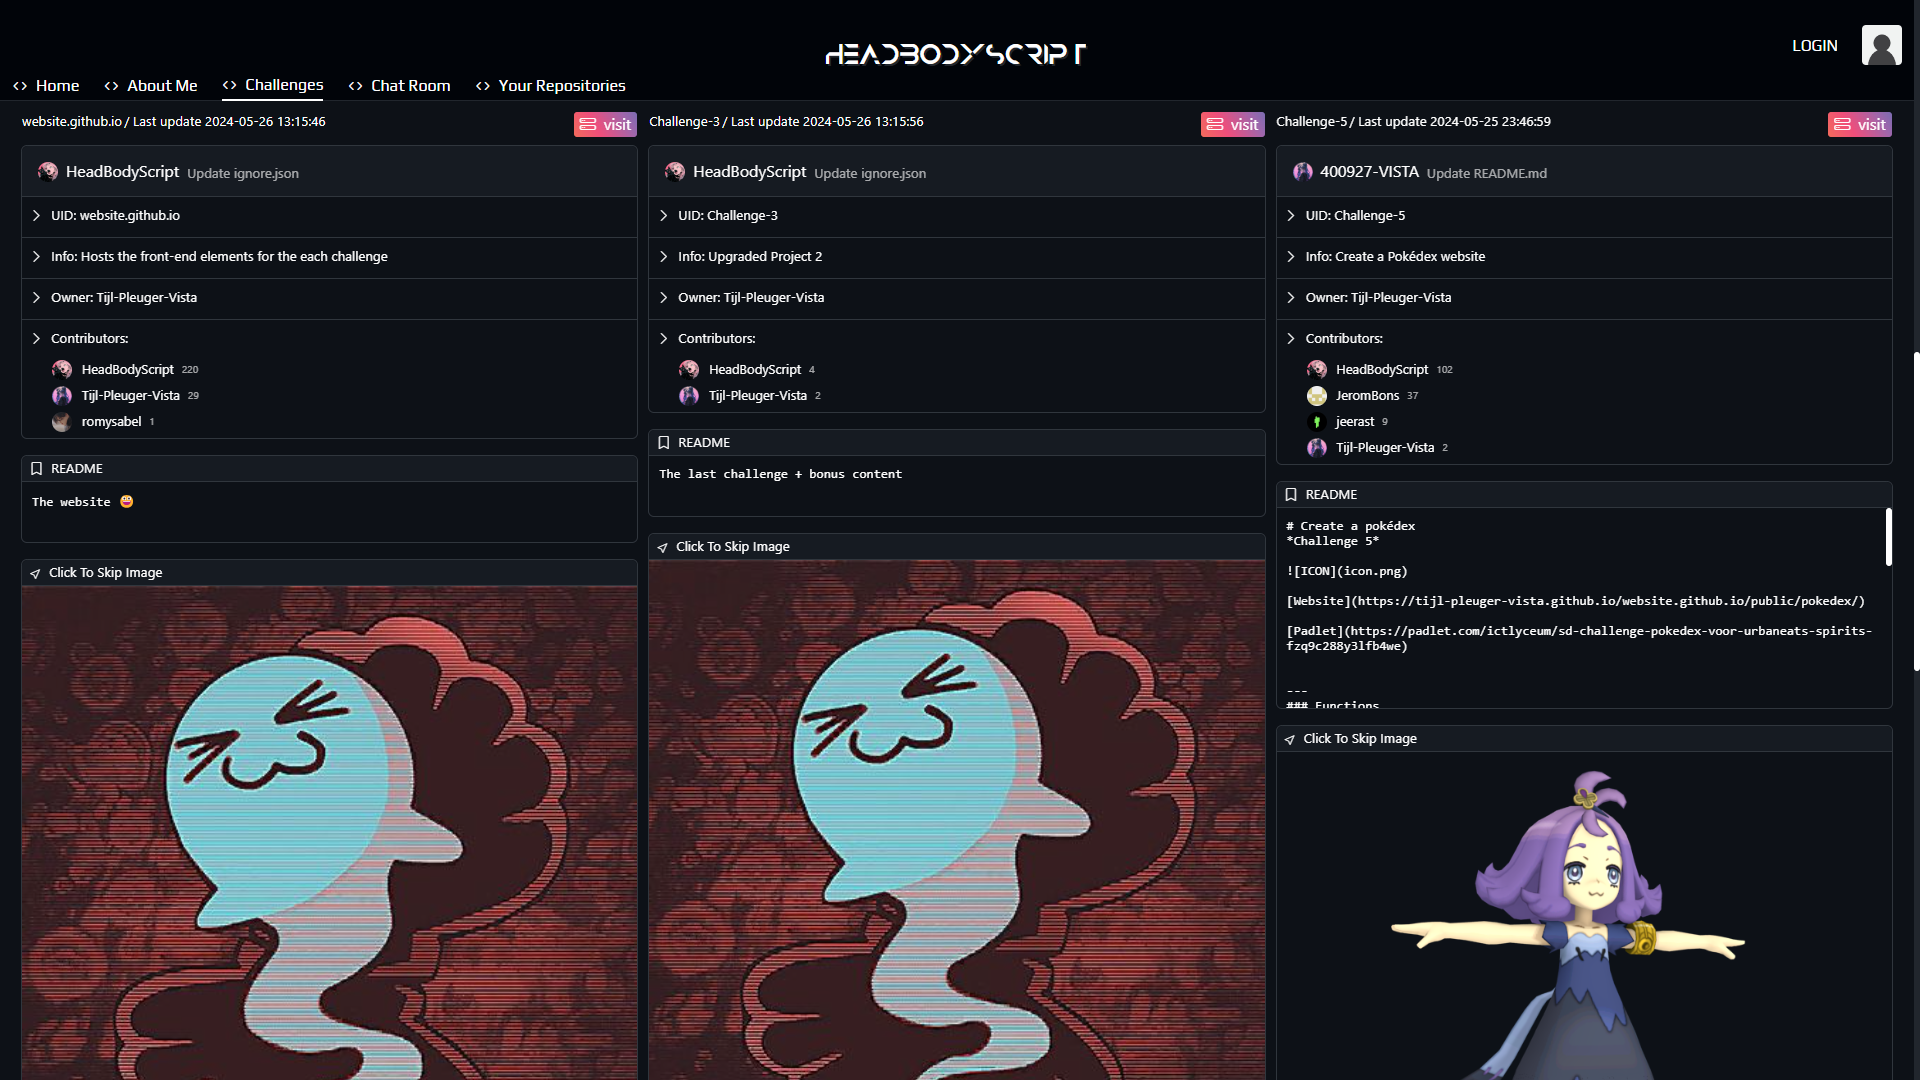 HEADBODYSCRIPT
LOGIN
<> Home
<> About Me
<> Challenges
<> Chat Room
<> Your Repositories
website.github.io / Last update 2024-05-26 13:15:46
visit
HeadBodyScript Update ignore.json
UID: website.github.io
Info: Hosts the front-end elements for the each challenge
Owner: Tijl-Pleuger-Vista
Contributors:
HeadBodyScript 220
Tijl-Pleuger-Vista 29
romysabel 1
README
The website 😀
Click To Skip Image
Challenge-3 / Last update 2024-05-26 13:15:56
visit
HeadBodyScript Update ignore.json
UID: Challenge-3
Info: Upgraded Project 2
Owner: Tijl-Pleuger-Vista
Contributors:
HeadBodyScript 4
Tijl-Pleuger-Vista 2
README
The last challenge + bonus content
Click To Skip Image
Challenge-5 / Last update 2024-05-25 23:46:59
visit
400927-VISTA Update README.md
UID: Challenge-5
Info: Create a Pokédex website
Owner: Tijl-Pleuger-Vista
Contributors:
HeadBodyScript 102
JeromBons 37
jeerast 9
Tijl-Pleuger-Vista 2
README
# Create a pokédex
*Challenge 5*
![ICON](icon.png)
[Website](https://tijl-pleuger-vista.github.io/website.github.io/public/pokedex/)
[Padlet](https://padlet.com/ictlyceum/sd-challenge-pokedex-voor-urbaneats-spirits-
fzq9c288y3lfb4we)
---
### Functions
Click To Skip Image